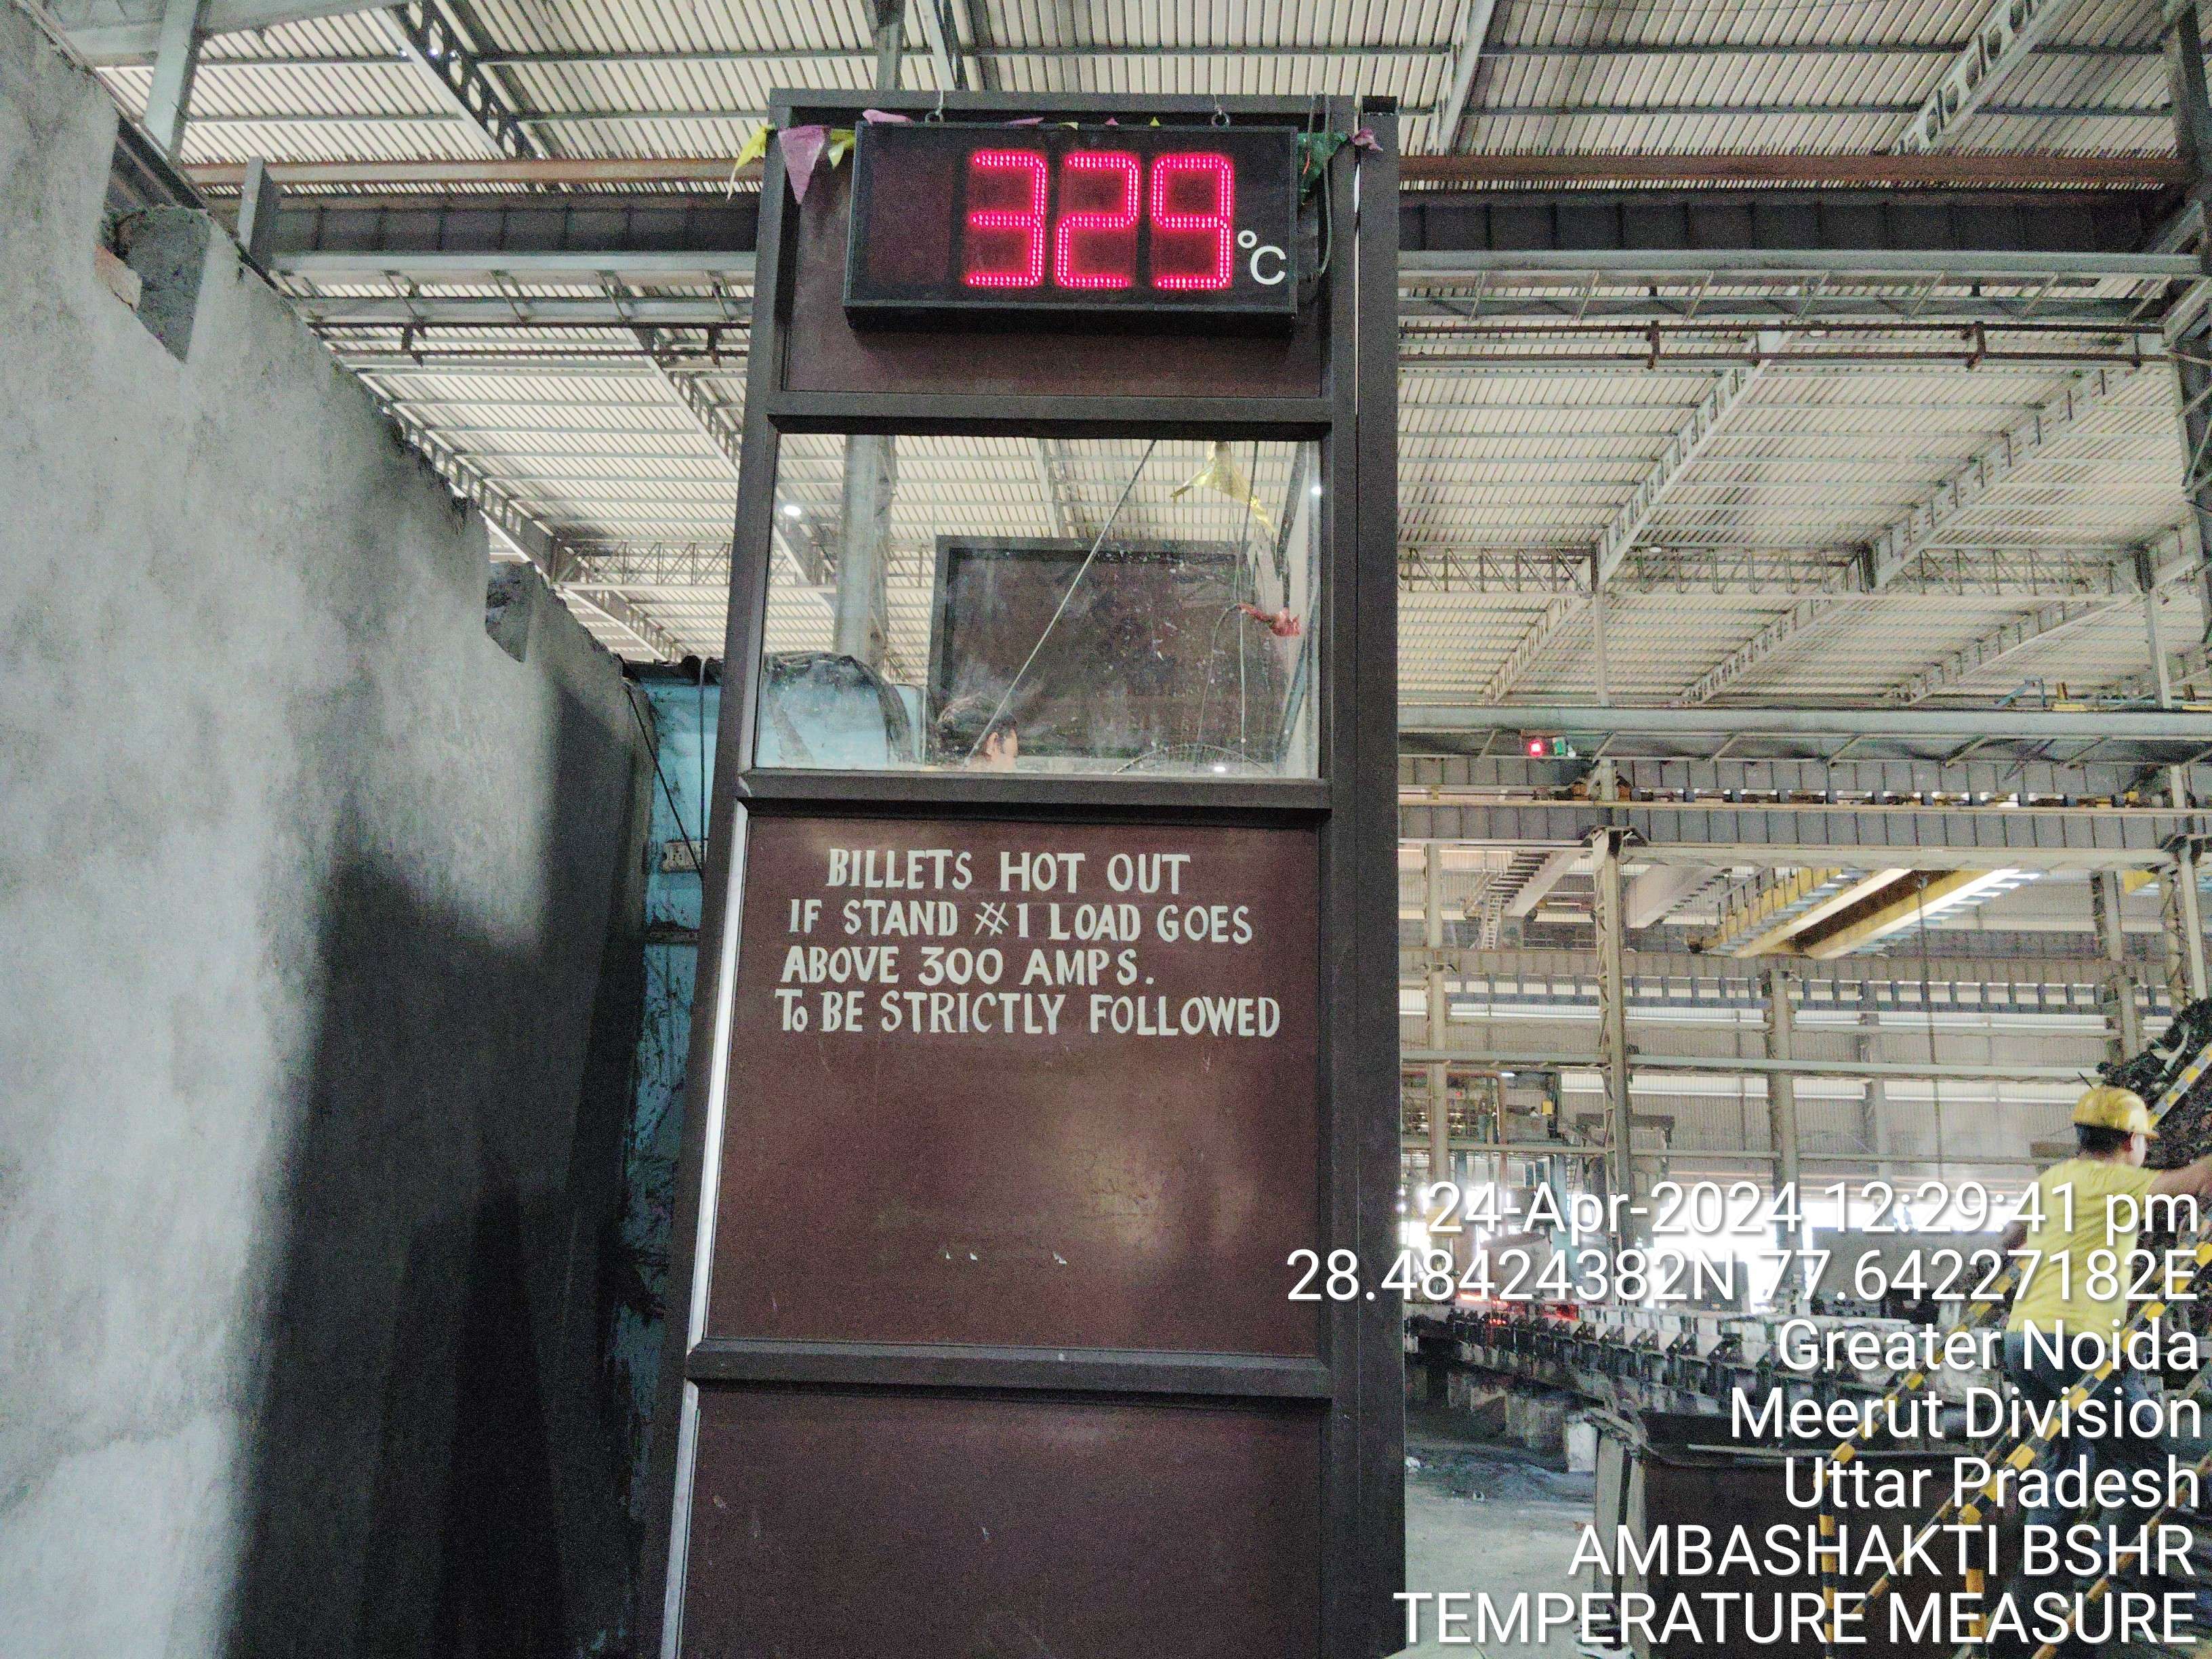 329°C
BILLETS HOT OUT
IF STAND #1 LOAD GOES
ABOVE 300 AMPS.
To BE STRICTLY FOLLOWED
24-Apr-2024 12:29:41 pm
28.48424382N 77.64227182E
Greater Noida
Meerut Division
Uttar Pradesh
AMBASHAKTI BSHR
TEMPERATURE MEASURE